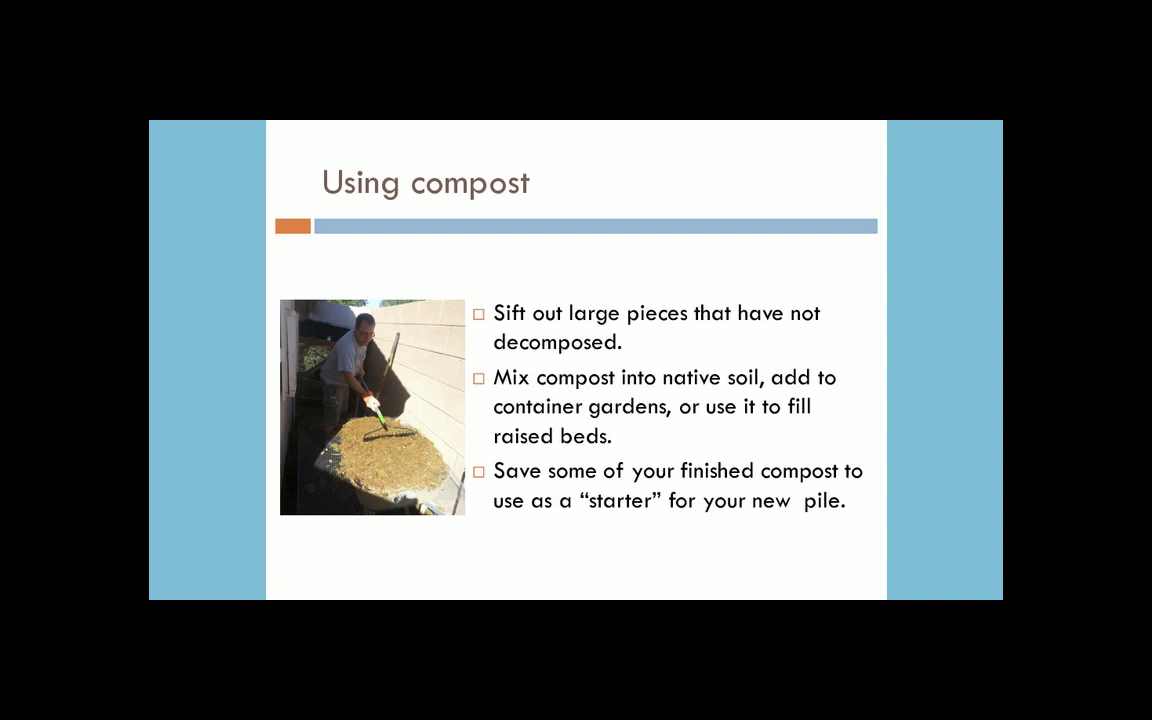 Using compost
Sift out large pieces that have not
decomposed.
Mix compost into native soil, add to
container gardens, or use it to fill
raised beds.
Save some of your finished compost to
use as a “starter” for your new  pile.